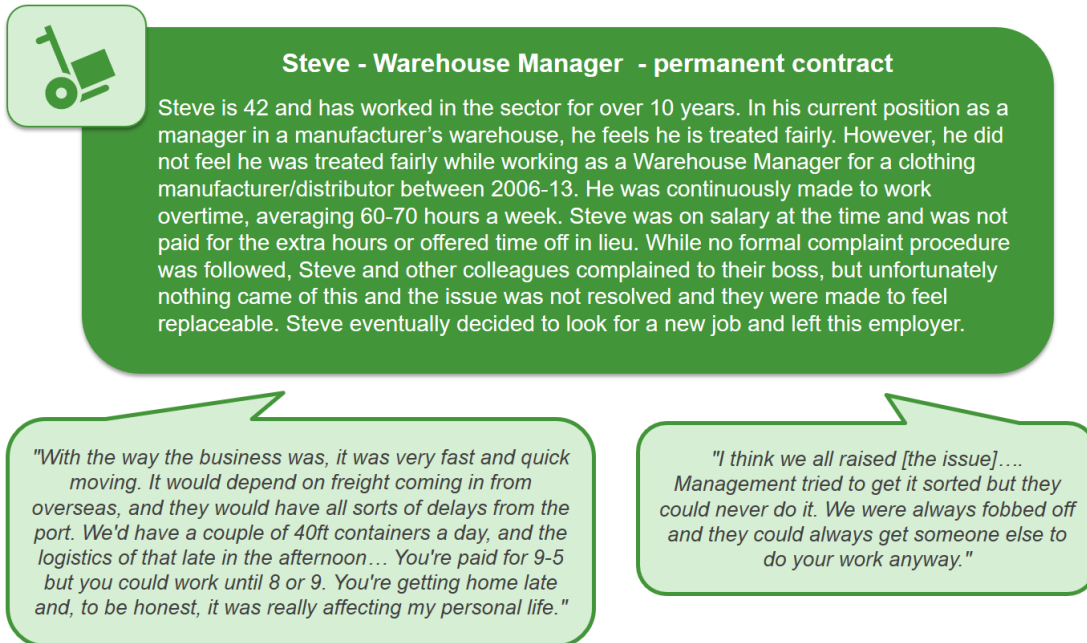 Steve - Warehouse Manager  - permanent contract
Steve is 42 and has worked in the sector for over 10 years. In his current position as a
manager in a manufacturer’s warehouse, he feels he is treated fairly. However, he did
not feel he was treated fairly while working as a Warehouse Manager for a clothing
manufacturer/distributor between 2006-13. He was continuously made to work
overtime, averaging 60-70 hours a week. Steve was on salary at the time and was not
paid for the extra hours or offered time off in lieu. While no formal complaint procedure
was followed, Steve and other colleagues complained to their boss, but unfortunately
nothing came of this and the issue was not resolved and they were made to feel
replaceable. Steve eventually decided to look for a new job and left this employer.
"With the way the business was, it was very fast and quick
moving. It would depend on freight coming in from
overseas, and they would have all sorts of delays from the
port. We'd have a couple of 40ft containers a day, and the
logistics of that late in the afternoon… You're paid for 9-5
but you could work until 8 or 9. You're getting home late
and, to be honest, it was really affecting my personal life."
"I think we all raised [the issue]….
Management tried to get it sorted but they
could never do it. We were always fobbed off
and they could always get someone else to
do your work anyway."